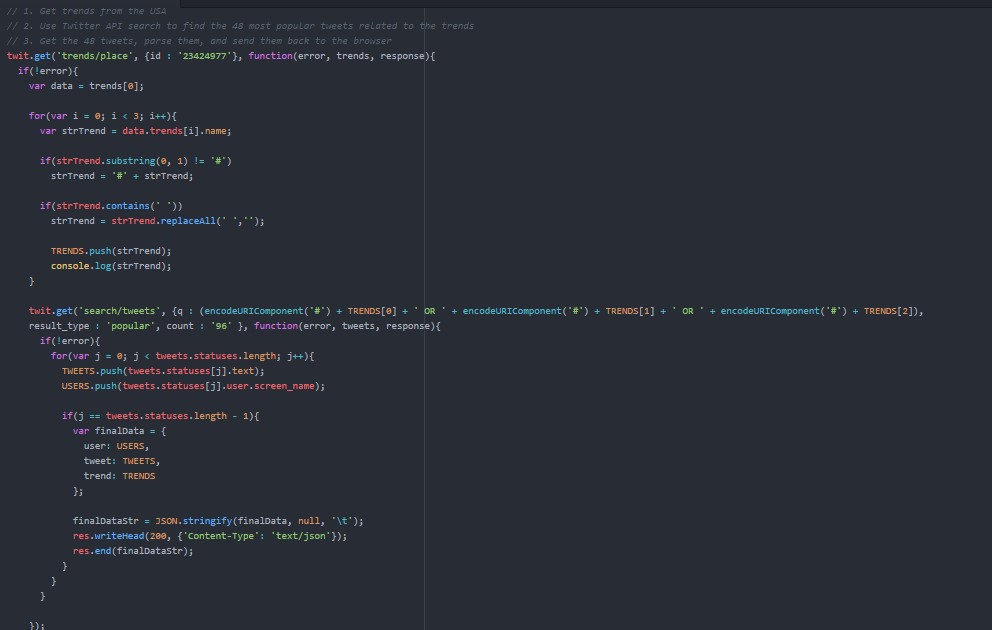 // 1. Get trends from the USA
// 2. Use Twitter API search to find the 48 most popular tweets related to the trends
// 3. Get the 48 tweets, parse them, and send them back to the browser
twit.get('trends/place', {id : '23424977'}, function(error, trends, response){
if(!error){
var data = trends[0];
for(var i = 0; i < 3; i++){
var strTrend = data.trends[i].name;
if(strTrend.substring(0, 1) != '#')
strTrend = '#' + strTrend;
if(strTrend.contains(' '))
strTrend = strTrend.replaceAll(' ','');
TRENDS.push(strTrend);
console.log(strTrend);
}
twit.get('search/tweets', {q : (encodeURIComponent('#') + TRENDS[0] + ' OR ' + encodeURIComponent('#') + TRENDS[1] + ' OR ' + encodeURIComponent('#') + TRENDS[2]),
result_type : 'popular', count : '96' }, function(error, tweets, response){
if(!error){
for(var j = 0; j < tweets.statuses.length; j++){
TWEETS.push(tweets.statuses[j].text);
USERS.push(tweets.statuses[j].user.screen_name);
if(j == tweets.statuses.length - 1){
var finalData = {
user: USERS,
tweet: TWEETS,
trend: TRENDS
};
finalDataStr = JSON.stringify(finalData, null, '\t');
res.writeHead(200, {'Content-Type': 'text/json'});
res.end(finalDataStr);
}
}
}
});